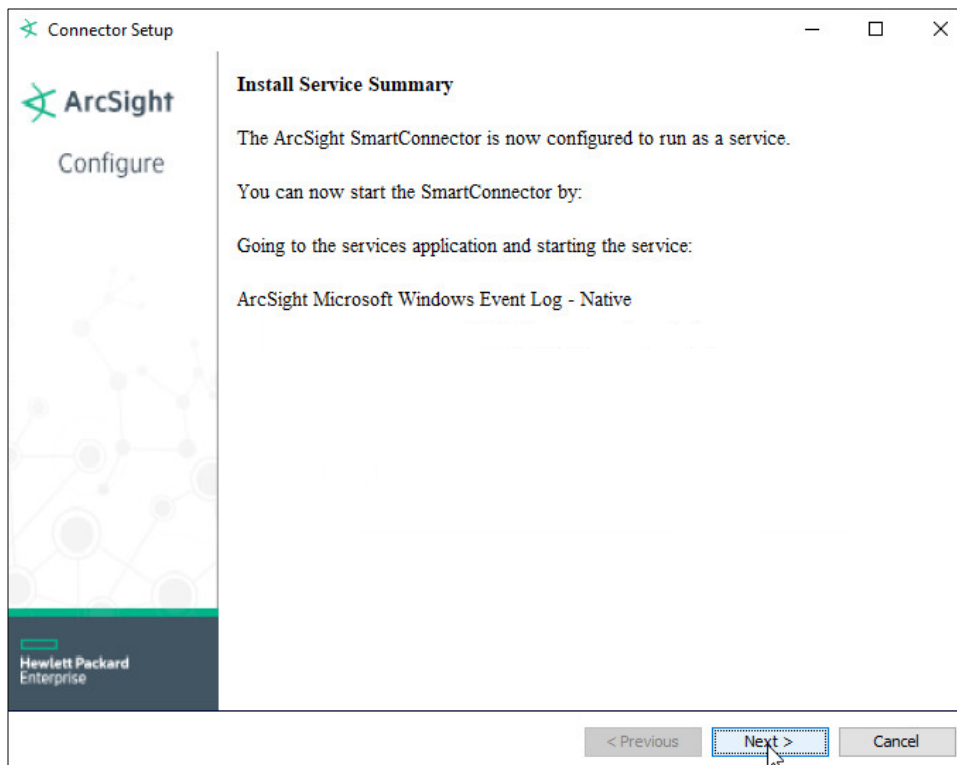 Connector Setup
ArcSight
Configure
Install Service Summary
The ArcSight SmartConnector is now configured to run as a service.
You can now start the SmartConnector by:
Going to the services application and starting the service:
ArcSight Microsoft Windows Event Log - Native
Hewlett Packard
Enterprise
< Previous
Next >
Cancel